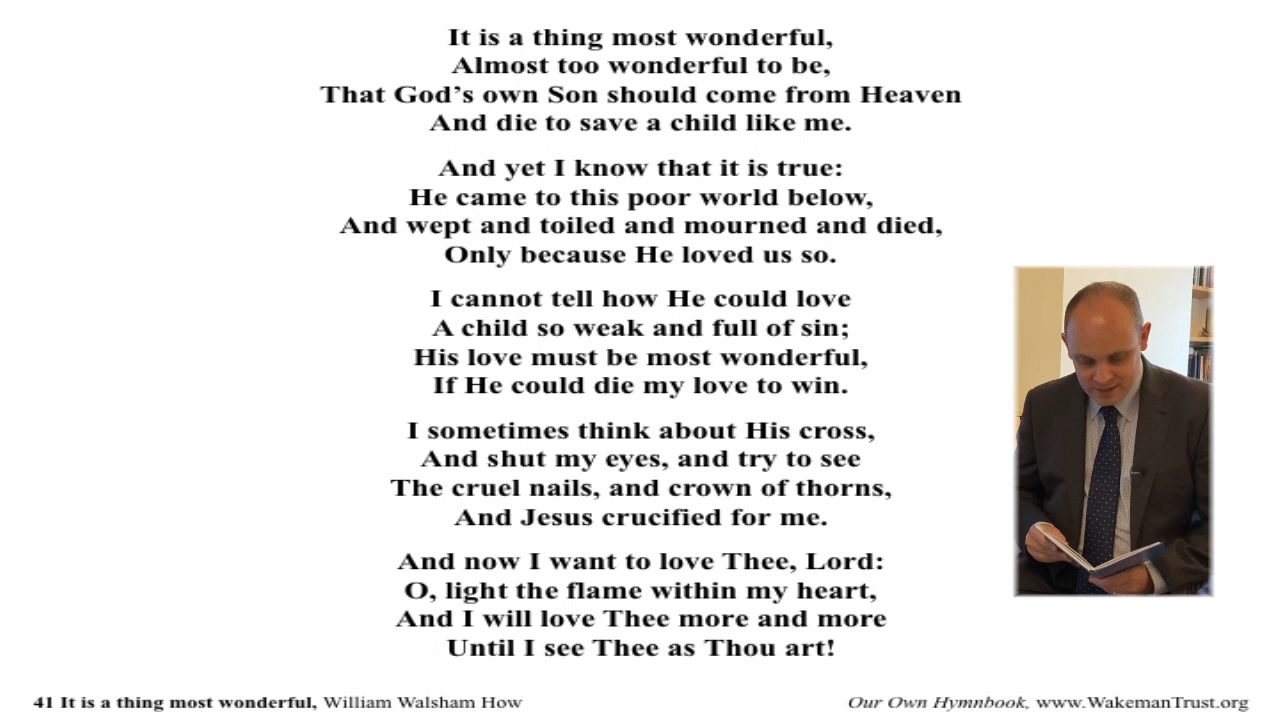 It is a thing most wonderful,
Almost too wonderful to be,
That God's own Son should come from Heaven
And die to save a child like me.
And yet I know that it is true:
He came to this poor world below,
And wept and toiled and mourned and died,
Only because He loved us so.
I cannot tell how He could love
A child so weak and full of sin;
His love must be most wonderful,
If He could die my love to win.
I sometimes think about His cross,
And shut my eyes, and try to see
The cruel nails, and crown of thorns,
And Jesus crucified for me.
And now I want to love Thee, Lord:
O, light the flame within my heart,
And I will love Thee more and more
Until I see Thee as Thou art!
41 It is a thing most wonderful, William Walsham How
Our Own Hymnbook, www.WakemanTrust.org